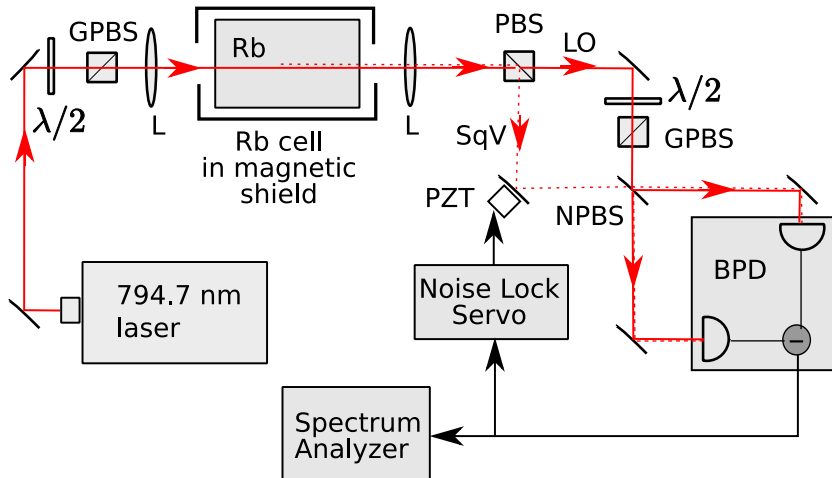 GPBS
λ/2
L
Rb
Rb cell
in magnetic
shield
L
PBS
LO
λ/2
GPBS
SqV
PZT
NPBS
BPD
–
794.7 nm
laser
Noise Lock
Servo
Spectrum
Analyzer